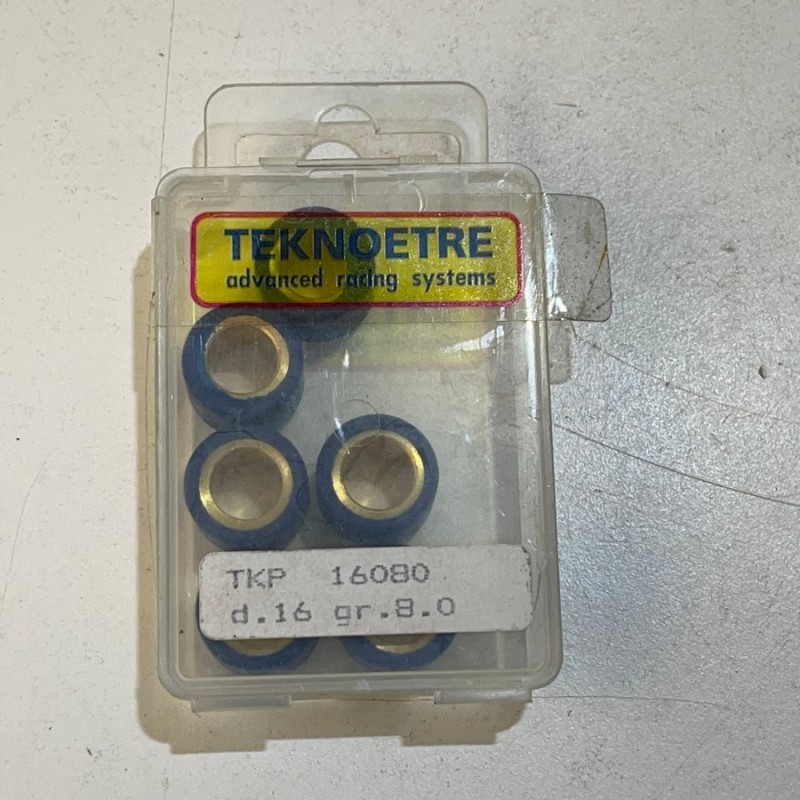 TEKNOETRE
advanced racing systems
TKP 16080
d.16 gr.8.0